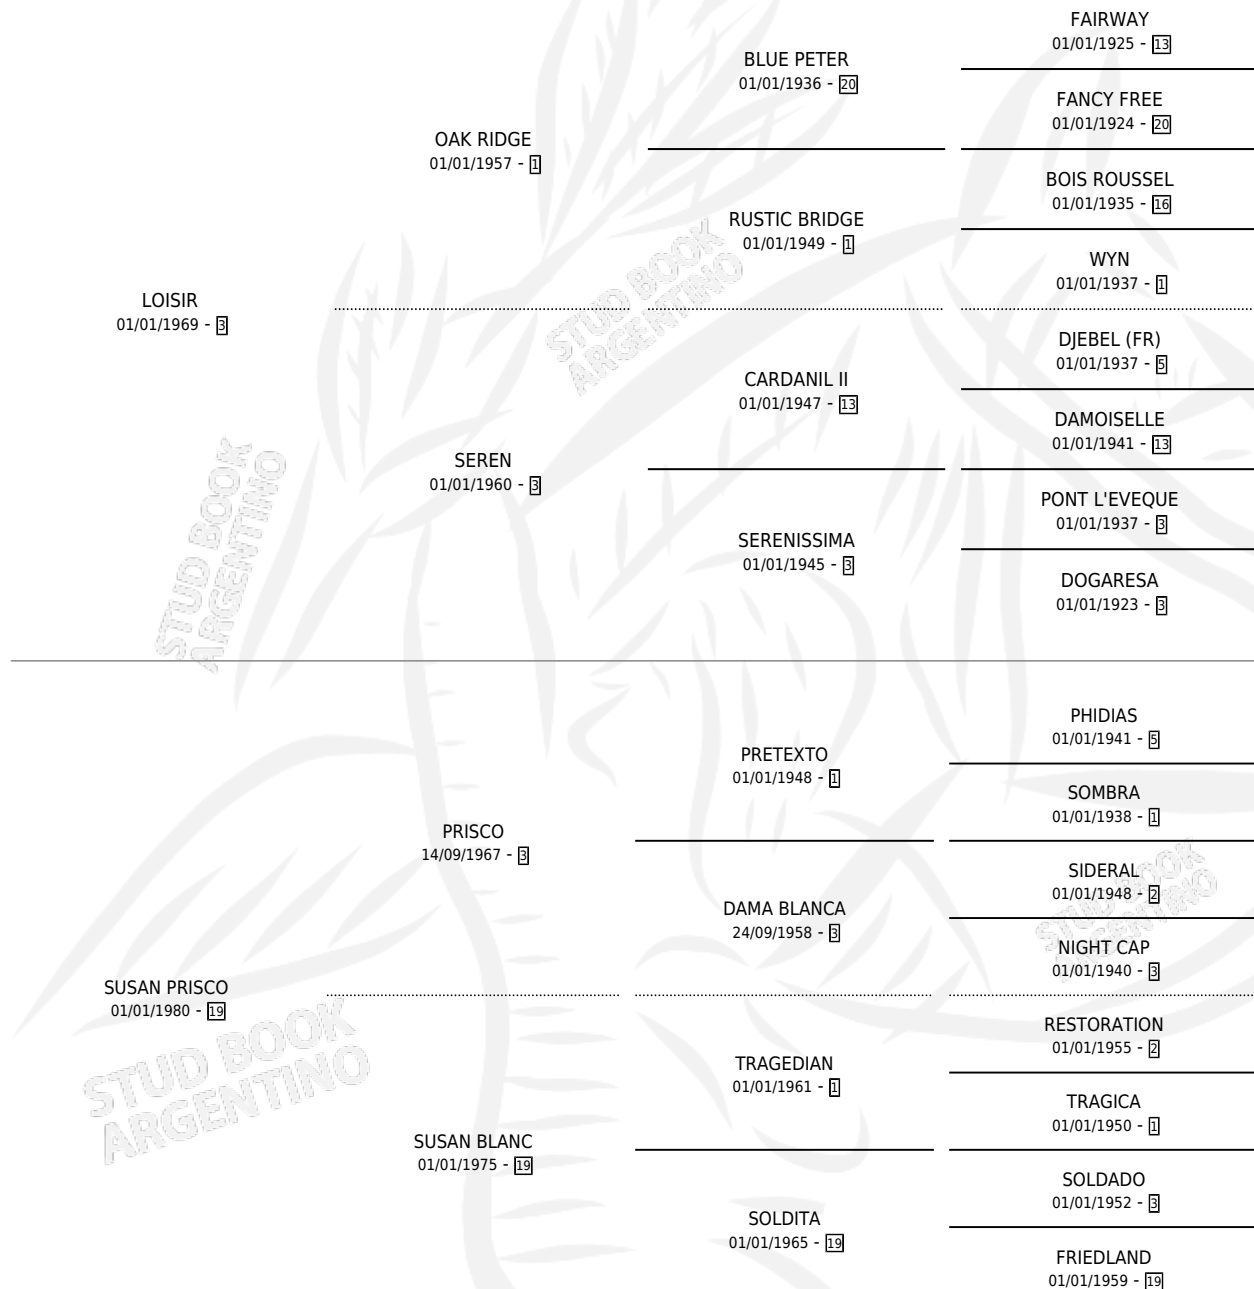 FAIRWAY
01/01/1925 - 13
BLUE PETER
01/01/1936 - 20
FANCY FREE
01/01/1924 - 20
OAK RIDGE
01/01/1957 - 1
BOIS ROUSSEL
01/01/1935 - 16
RUSTIC BRIDGE
01/01/1949 - 1
WYN
01/01/1937 - 1
LOISIR
01/01/1969 - 3
STUD BOOK
ARGENTINO
DJEBEL (FR)
01/01/1937 - 5
CARDANIL II
01/01/1947 - 13
DAMOISELLE
01/01/1941 - 13
SEREN
01/01/1960 - 3
PONT L'EVEQUE
01/01/1937 - 3
SERENISSIMA
01/01/1945 - 3
DOGARESA
01/01/1923 - 3
STUD BOOK
ARGENTINO
PHIDIAS
01/01/1941 - 5
PRETEXTO
01/01/1948 - 1
SOMBRA
01/01/1938 - 1
PRISCO
14/09/1967 - 3
SIDERAL
01/01/1948 - 2
DAMA BLANCA
24/09/1958 - 3
NIGHT CAP
01/01/1940 - 3
STUD BOOK
ARGENTINO
SUSAN PRISCO
01/01/1980 - 19
RESTORATION
01/01/1955 - 2
TRAGEDIAN
01/01/1961 - 1
TRAGICA
01/01/1950 - 1
STUD BOOK
ARGENTINO
SUSAN BLANC
01/01/1975 - 19
SOLDADO
01/01/1952 - 3
SOLDITA
01/01/1965 - 19
FRIEDLAND
01/01/1959 - 19